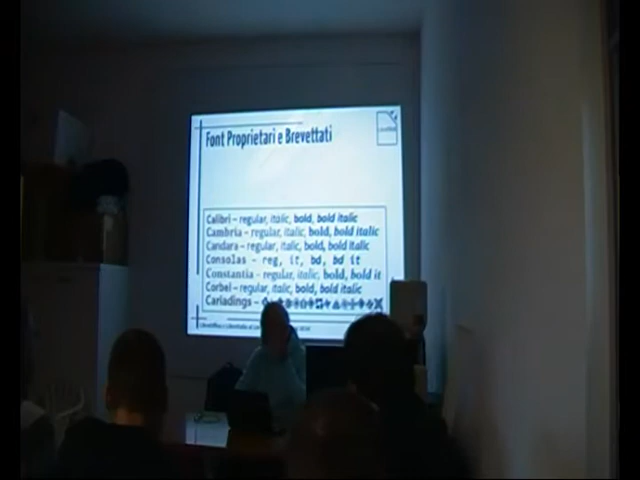 Font Proprietari e Brevettati
Calibri – regular, italic, bold, bold italic
Cambria – regular, italic, bold, bold italic
Candara – regular, italic, bold, bold italic
Consolas – reg, it, bd, bd it
Constantia – regular, italic, bold, bold it
Corbel – regular, italic, bold, bold italic
Cariadings –